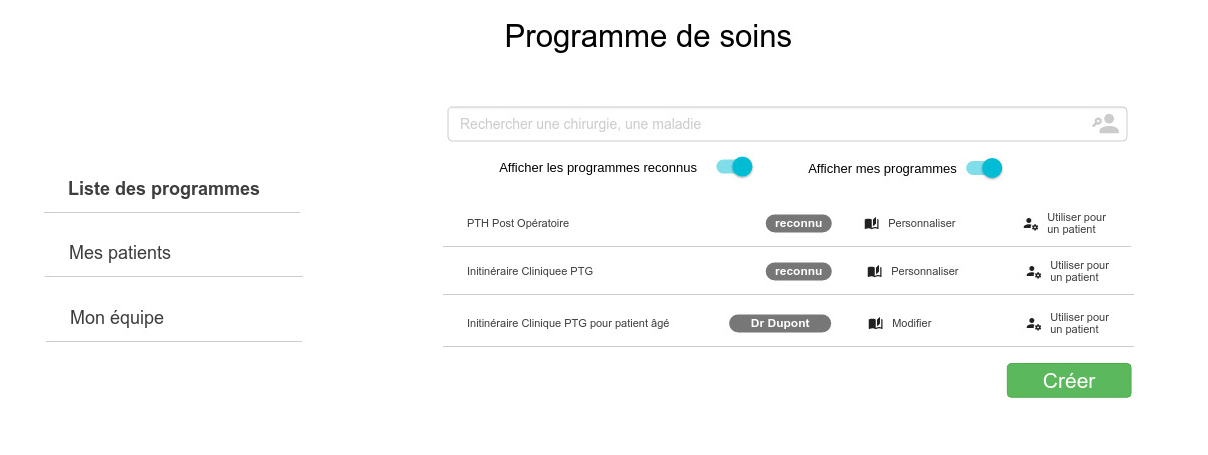 Programme de soins
Rechercher une chirurgie, une maladie
Afficher les programmes reconnus
Afficher mes programmes
Liste des programmes
Mes patients
Mon équipe
PTH Post Opératoire
reconnu
Personnaliser
Utiliser pour
un patient
Initinéraire Cliniquee PTG
reconnu
Personnaliser
Utiliser pour
un patient
Initinéraire Clinique PTG pour patient âgé
Dr Dupont
Modifier
Utiliser pour
un patient
Créer